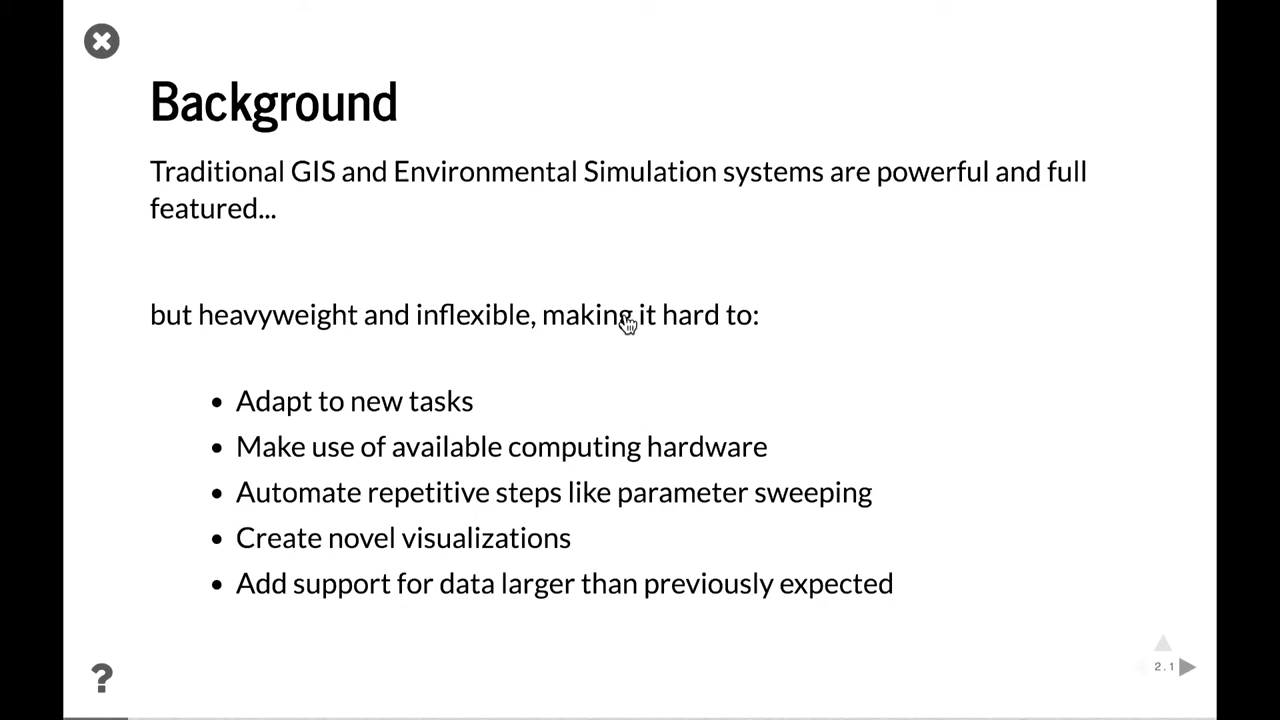 Background
Traditional GIS and Environmental Simulation systems are powerful and full
featured...
but heavyweight and inflexible, making it hard to:
• Adapt to new tasks
• Make use of available computing hardware
• Automate repetitive steps like parameter sweeping
• Create novel visualizations
• Add support for data larger than previously expected
?
2.1